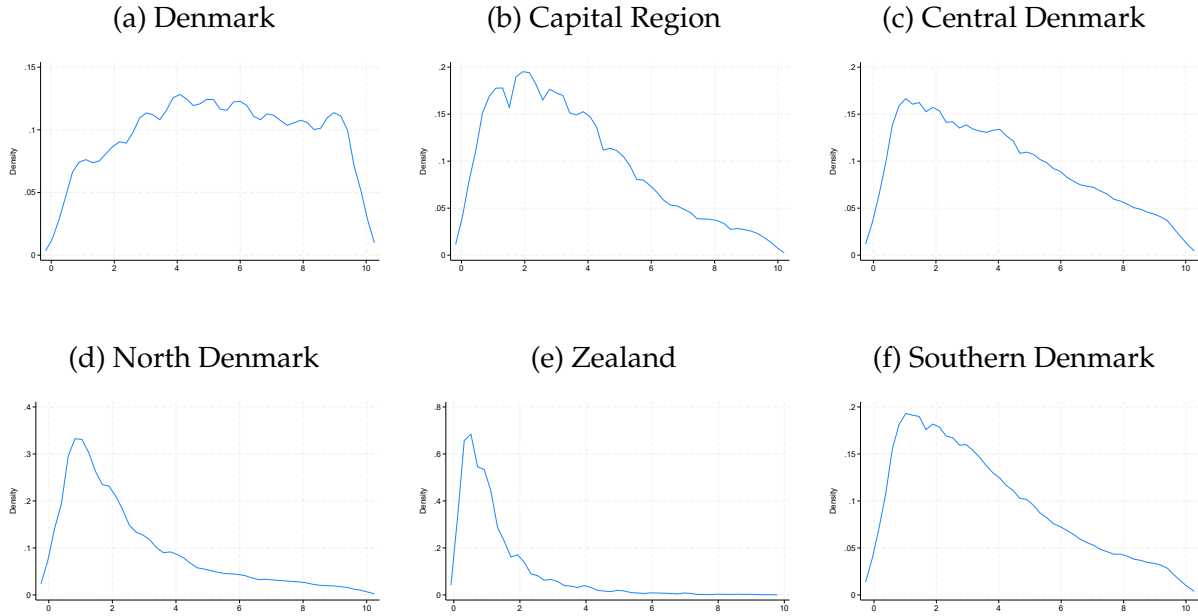 (a) Denmark
(b) Capital Region
(c) Central Denmark
.15
.1
.05
0
Density
0 2 4 6 8 10
.2
.15
.1
.05
0
Density
0 2 4 6 8 10
.2
.15
.1
.05
0
Density
0 2 4 6 8 10
(d) North Denmark
(e) Zealand
(f) Southern Denmark
.4
.3
.2
.1
0
Density
0 2 4 6 8 10
.8
.6
.4
.2
0
Density
0 2 4 6 8 10
.2
.15
.1
.05
0
Density
0 2 4 6 8 10